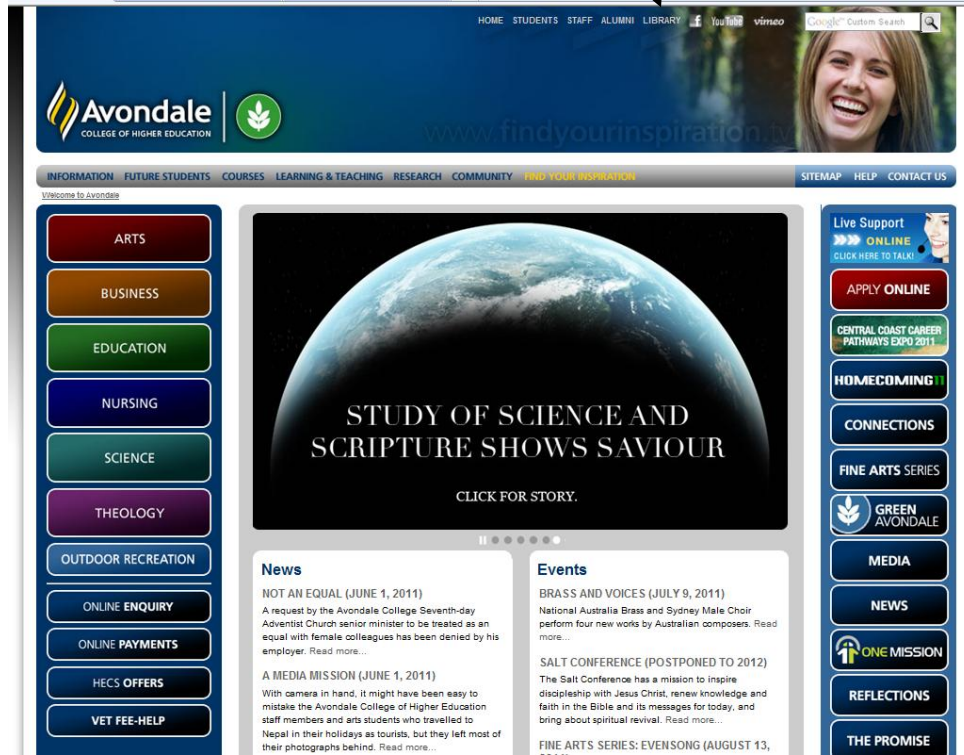 HOME STUDENTS STAFF ALUMNI LIBRARY f YouTube vimeo Google™ Custom Search
Avondale
COLLEGE OF HIGHER EDUCATION
www.findyourinspiration.tv
INFORMATION FUTURE STUDENTS COURSES LEARNING & TEACHING RESEARCH COMMUNITY FIND YOUR INSPIRATION SITEMAP HELP CONTACT US
Welcome to Avondale
ARTS
BUSINESS
EDUCATION
NURSING
SCIENCE
THEOLOGY
OUTDOOR RECREATION
ONLINE ENQUIRY
ONLINE PAYMENTS
HECS OFFERS
VET FEE-HELP
STUDY OF SCIENCE AND
SCRIPTURE SHOWS SAVIOUR
CLICK FOR STORY.
News
NOT AN EQUAL (JUNE 1, 2011)
A request by the Avondale College Seventh-day
Adventist Church senior minister to be treated as an
equal with female colleagues has been denied by his
employer. Read more...
A MEDIA MISSION (JUNE 1, 2011)
With camera in hand, it might have been easy to
mistake the Avondale College of Higher Education
staff members and arts students who travelled to
Nepal in their holidays as tourists, but they left most of
their photographs behind. Read more...
Events
BRASS AND VOICES (JULY 9, 2011)
National Australia Brass and Sydney Male Choir
perform four new works by Australian composers. Read
more...
SALT CONFERENCE (POSTPONED TO 2012)
The Salt Conference has a mission to inspire
discipleship with Jesus Christ, renew knowledge and
faith in the Bible and its messages for today, and
bring about spiritual revival. Read more...
FINE ARTS SERIES: EVENSONG (AUGUST 13,
Live Support
ONLINE
CLICK HERE TO TALK!
APPLY ONLINE
CENTRAL COAST CAREER
PATHWAYS EXPO 2011
HOMECOMING11
CONNECTIONS
FINE ARTS SERIES
GREEN
AVONDALE
MEDIA
NEWS
ONE MISSION
REFLECTIONS
THE PROMISE